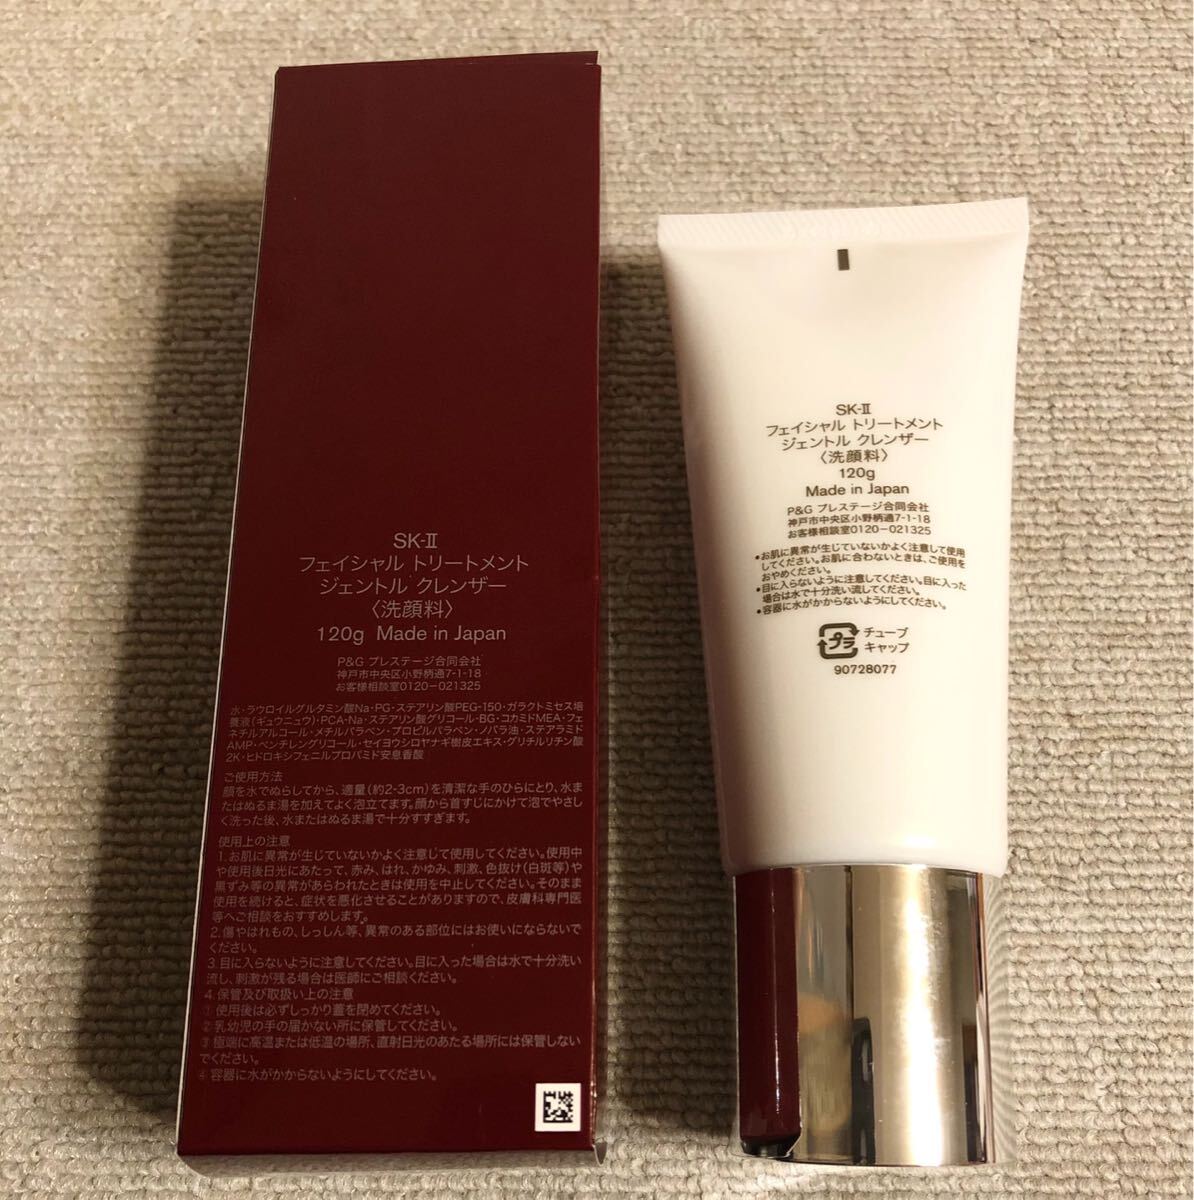 SK-Ⅱ
フェイシャル トリートメント
ジェントル クレンザー
〈洗顔料〉
120g Made in Japan
P&G プレステージ合同会社
神戸市中央区小野柄通7-1-18
お客様相談室0120-021325
水・ラウロイルグルタミン酸Na・PG・ステアリン酸PEG-150・ガラクトミセス培
養液(ギュウニュウ)・PCA-Na・ステアリン酸グリコール・BG・コカミドMEA・フェ
ネチルアルコール・メチルパラベン・プロピルパラベン・ノバラ油・ステアラミド
AMP・ペンチレングリコール・セイヨウシロヤナギ樹皮エキス・グリチルリチン酸
2K・ヒドロキシフェニルプロパミド安息香酸
ご使用方法
顔を水でぬらしてから、適量(約2-3cm)を清潔な手のひらにとり、水ま
たはぬるま湯を加えてよく泡立てます。顔から首すじにかけて泡でやさし
く洗った後、水またはぬるま湯で十分すすぎます。
使用上の注意
1.お肌に異常が生じていないかよく注意して使用してください。使用中
や使用後日光にあたって、赤み、はれ、かゆみ、刺激、色抜け(白斑等)や
黒ずみ等の異常があらわれたときは使用を中止してください。そのまま
使用を続けると、症状を悪化させることがありますので、皮膚科専門医
等へご相談をおすすめします。
2.傷やはれもの、しっしん等、異常のある部位にはお使いにならないで
ください。
3.目に入らないように注意してください。目に入った場合は水で十分洗い
流し、刺激が残る場合は医師にご相談ください。
4.保管及び取扱い上の注意
①使用後は必ずしっかり蓋を閉めてください。
②乳幼児の手の届かない所に保管してください。
③極端に高温または低温の場所、直射日光のあたる場所には保管しない
でください。
④容器に水がかからないようにしてください。
SK-Ⅱ
フェイシャル トリートメント
ジェントル クレンザー
〈洗顔料〉
120g
Made in Japan
P&G プレステージ合同会社
神戸市中央区小野柄通7-1-18
お客様相談室0120-021325
•お肌に異常が生じていないかよく注意して使用
してください。お肌に合わないときは、ご使用を
おやめください。
•目に入らないように注意してください。目に入った
場合は水で十分洗い流してください。
•容器に水がかからないようにしてください。
プラ チューブ
キャップ
90728077